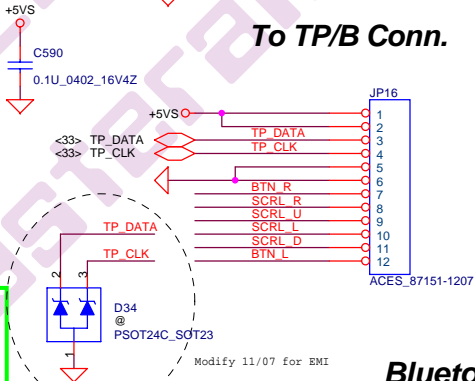 +5VS
C590
0.1U_0402_16V4Z
To TP/B Conn.
JP16
+5VS
<33> TP_DATA
<33> TP_CLK
TP_DATA
TP_CLK
BTN_R
SCRL_R
SCRL_U
SCRL_L
SCRL_D
BTN_L
1
2
3
4
5
6
7
8
9
10
11
12
ACES_87151-1207
TP_DATA
TP_CLK
2
3
1
D34
@
PSOT24C_SOT23
Modify 11/07 for EMI